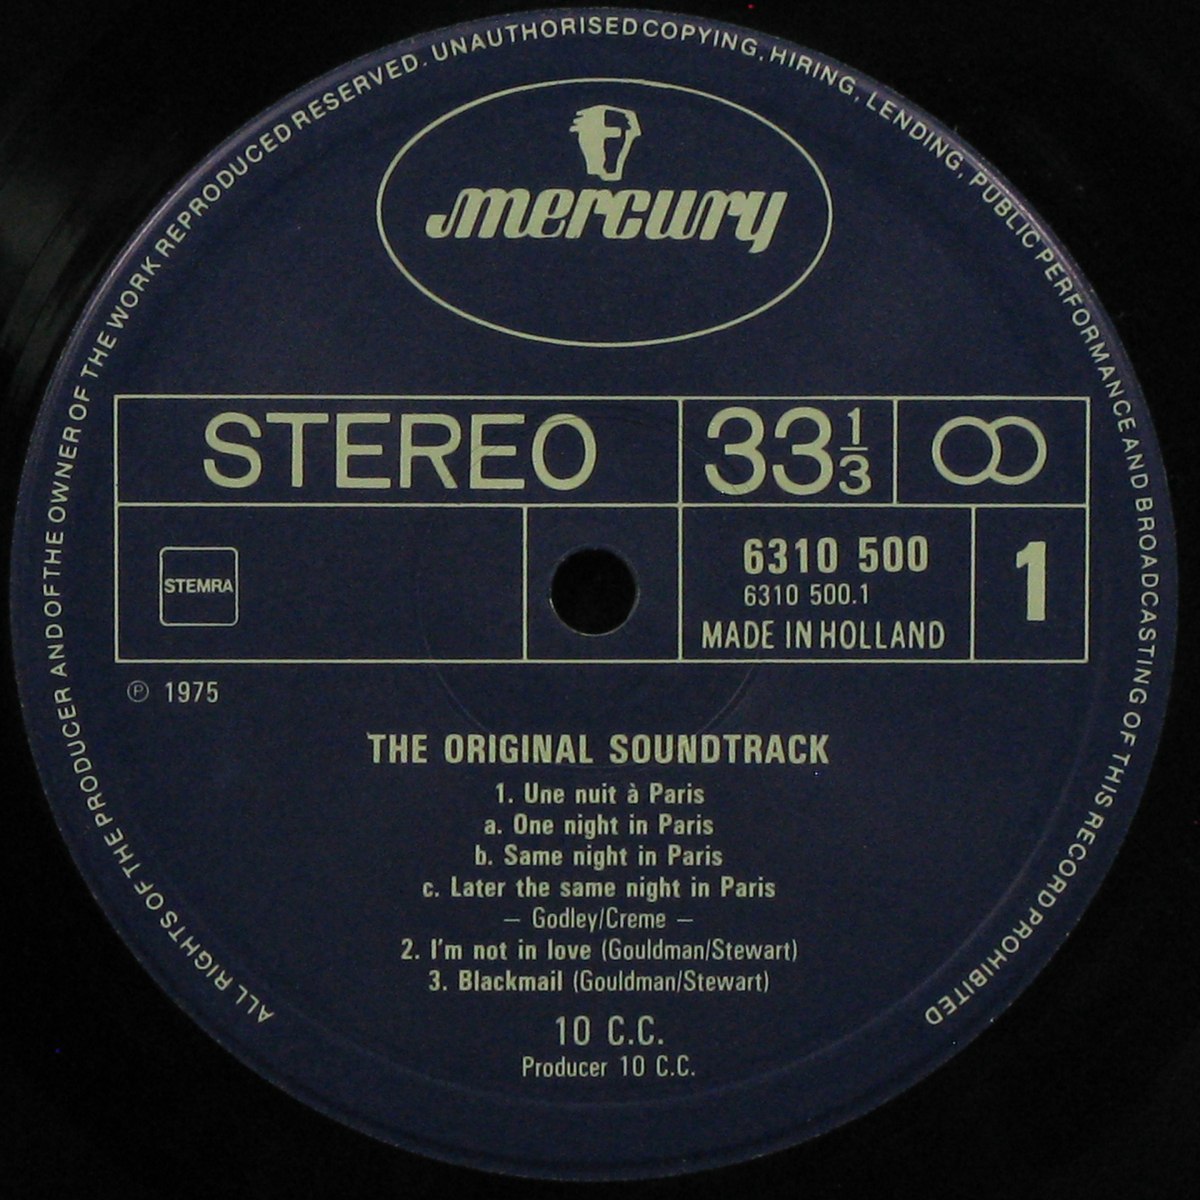 ALL RIGHTS OF THE PRODUCER AND OF THE OWNER OF THE WORK REPRODUCED RESERVED. UNAUTHORISED COPYING, HIRING, LENDING, PUBLIC PERFORMANCE AND BROADCASTING OF THIS RECORD PROHIBITED
mercury
STEREO 33 1/3
STEMRA
6310 500
6310 500.1
MADE IN HOLLAND
1
℗ 1975
THE ORIGINAL SOUNDTRACK
1. Une nuit à Paris
a. One night in Paris
b. Same night in Paris
c. Later the same night in Paris
— Godley/Creme —
2. I'm not in love (Gouldman/Stewart)
3. Blackmail (Gouldman/Stewart)
10 C.C.
Producer 10 C.C.